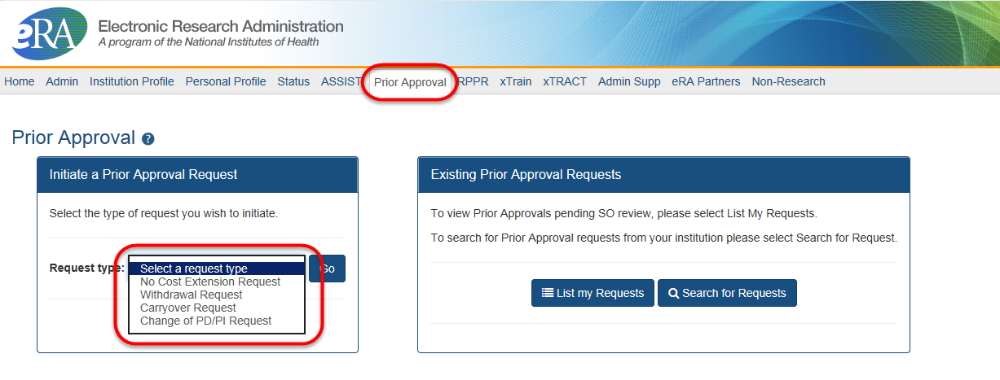 eRA
Electronic Research Administration
A program of the National Institutes of Health
Home Admin Institution Profile Personal Profile Status ASSIST Prior Approval RPPR xTrain xTRACT Admin Supp eRA Partners Non-Research
Prior Approval ?
Initiate a Prior Approval Request
Select the type of request you wish to initiate.
Request type:
Select a request type
Go
No Cost Extension Request
Withdrawal Request
Carryover Request
Change of PD/PI Request
Existing Prior Approval Requests
To view Prior Approvals pending SO review, please select List My Requests.
To search for Prior Approval requests from your institution please select Search for Request.
List my Requests
Search for Requests